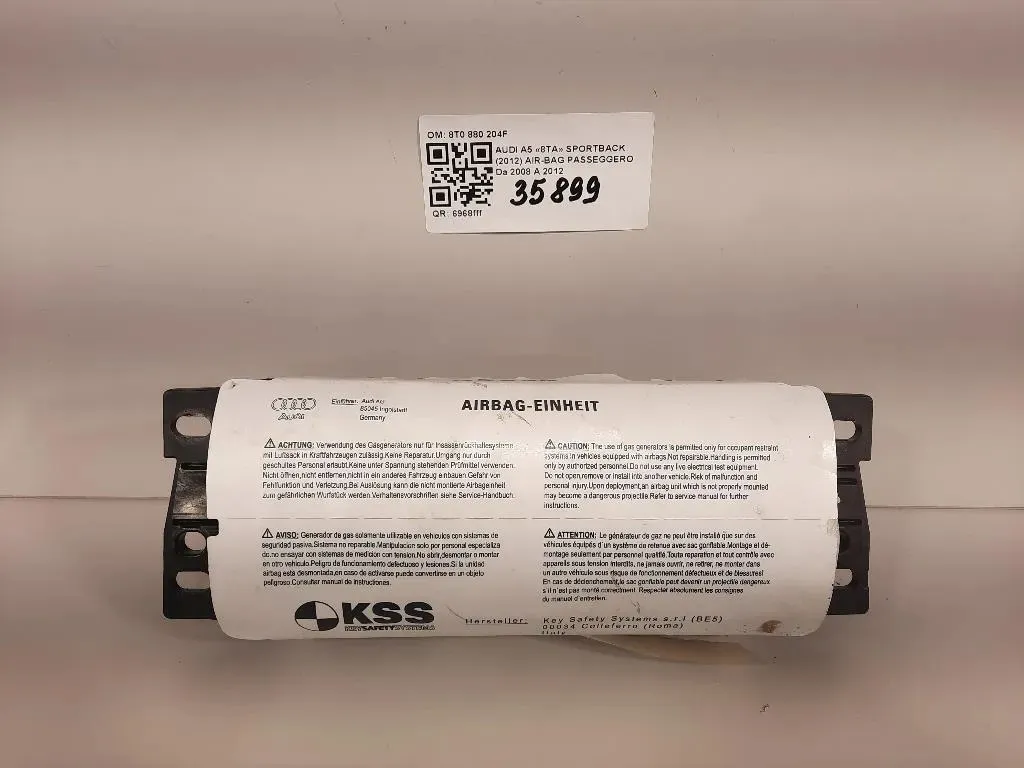 OM: 8T0 880 204F
AUDI A5 «8TA» SPORTBACK
(2012) AIR-BAG PASSEGGERO
Da 2008 A 2012
35899
QR: 6968fff
Audi
Einführer: Audi AG
85045 Ingolstadt
Germany
AIRBAG-EINHEIT
ACHTUNG: Verwendung des Gasgenerators nur für Insassenrückhaltesysteme
mit Luftsack in Kraftfahrzeugen zulässig.Keine Reparatur.Umgang nur durch
geschultes Personal erlaubt.Keine unter Spannung stehenden Prüfmittel verwenden.
Nicht öffnen,nicht entfernen,nicht in ein anderes Fahrzeug einbauen.Gefahr von
Fehlfunktion und Verletzung.Bei Auslösung kann die nicht montierte Airbageinheit
zum gefährlichen Wurfstück werden.Verhaltensvorschriften siehe Service-Handbuch.
CAUTION: The use of gas generators is permitted only for occupant restraint
systems in vehicles equipped with airbags.Not repairable.Handing is permitted
only by authorized personnel.Do not use any live electrical test equipment.
Do not open,remove or install into another vehicle.Risk of malfunction and
personal injury.Upon deployment,an airbag unit which is not properly mounted
may become a dangerous projectile.Refer to service manual for further
instructions.
AVISO: Generador de gas solamente utilizable en vehiculos con sistemas de
seguridad pasiva.Sistema no reparable.Manipulacion solo por personal especializa
do.no ensayar con sistemas de medicion con tension.No abrir,desmontar o montar
en otro vehiculo.Peligro de funcionamiento defectuoso y lesiones.Si la unidad
airbag está desmontada,en caso de activarse puede convertirse en un objeto
peligroso.Consulter manual de instruciones.
ATTENTION: Le générateur de gaz ne peut être installé que sur des
véhicules équipés d'un système de retenue avec sac gonflable.Montage et dé-
montage seulement par personnel qualifié.Toute reparation et tout contrôle avec
appareils sous tension interdits, ne jamais ouvrir, ne retirer, ne monter dans
un autre véhicule sous risque de fonctionnement défectueux et de blessures!
En cas de déclenchement,le sac gonflable peut devenir un projectile dangereux
s'il n'est pas monté correctment. Respecter absolument les consignes
du manuel d'entretien.
KSS
KEYSAFETYSYSTEMS
Hersteller: Key Safety Systems s.r.l (BE5)
00034 Colleferro (Roma)
Italy